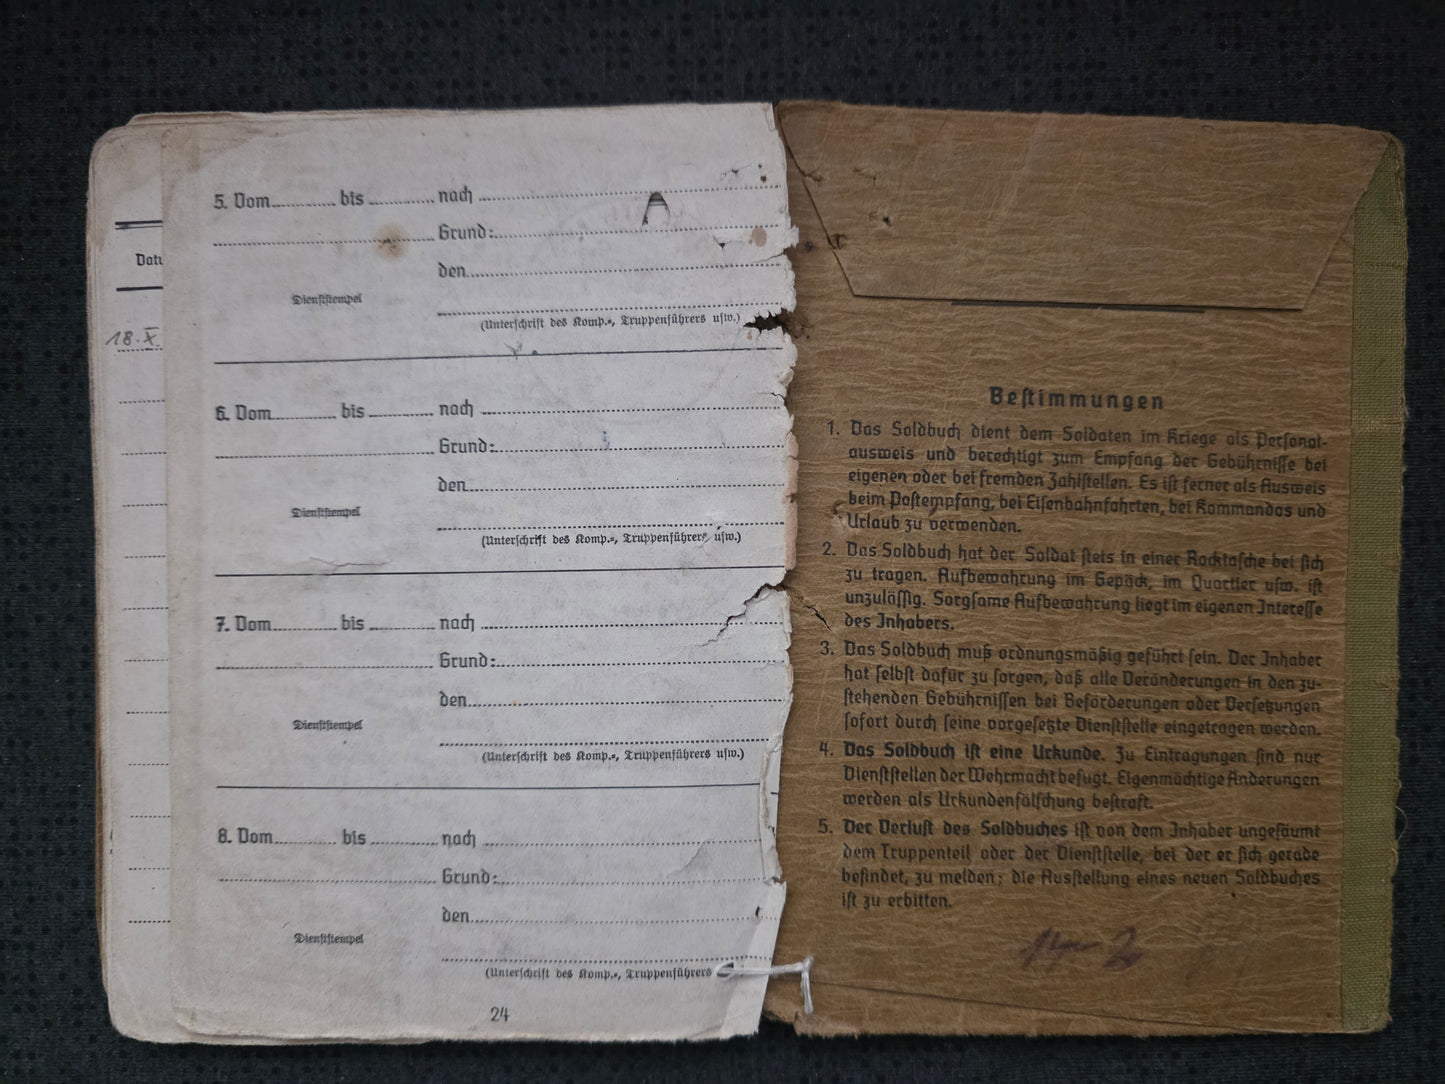 18. X.
5. Vom bis nach
Grund:
den
Dienststempel
(Unterschrift des Komp.-, Truppenführers usw.)
6. Vom bis nach
Grund:
den
Dienststempel
(Unterschrift des Komp.-, Truppenführers usw.)
7. Vom bis nach
Grund:
den
Dienststempel
(Unterschrift des Komp.-, Truppenführers usw.)
8. Vom bis nach
Grund:
den
Dienststempel
(Unterschrift des Komp.-, Truppenführers
24
Bestimmungen
1. Das Soldbuch dient dem Soldaten im Kriege als Personal-
ausweis und berechtigt zum Empfang der Gebührnisse bei
eigenen oder bei fremden Zahlstellen. Es ist ferner als Ausweis
beim Postempfang, bei Eisenbahnfahrten, bei Kommandos und
Urlaub zu verwenden.
2. Das Soldbuch hat der Soldat stets in einer Rocktasche bei sich
zu tragen. Aufbewahrung im Gepäck, im Quartier usw. ist
unzulässig. Sorgsame Aufbewahrung liegt im eigenen Interesse
des Inhabers.
3. Das Soldbuch muß ordnungsmäßig geführt sein. Der Inhaber
hat selbst dafür zu sorgen, daß alle Veränderungen in den zu-
stehenden Gebührnissen bei Beförderungen oder Versetzungen
sofort durch seine vorgesetzte Dienststelle eingetragen werden.
4. Das Soldbuch ist eine Urkunde. Zu Eintragungen sind nur
Dienststellen der Wehrmacht befugt. Eigenmächtige Änderungen
werden als Urkundenfälschung bestraft.
5. Der Verlust des Soldbuches ist von dem Inhaber ungesäumt
dem Truppenteil oder der Dienststelle, bei der er sich gerade
befindet, zu melden; die Ausstellung eines neuen Soldbuches
ist zu erbitten.